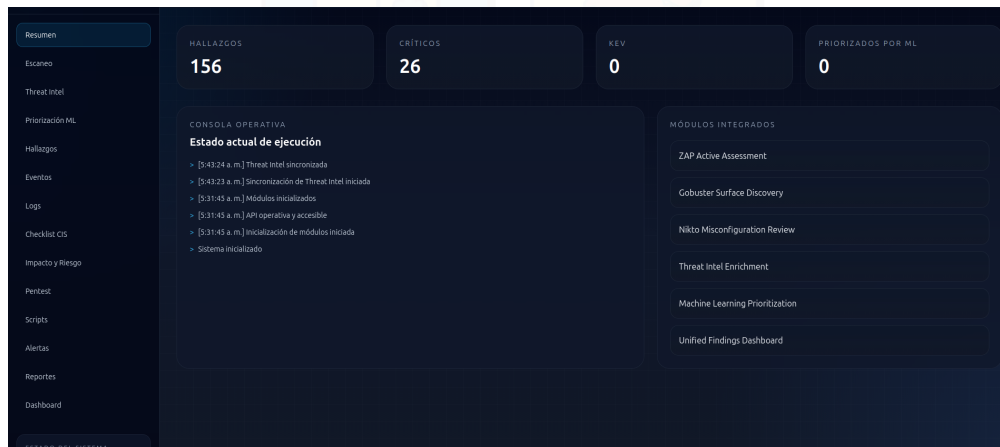 Resumen
Escaneo
Threat Intel
Priorización ML
Hallazgos
Eventos
Logs
Checklist CIS
Impacto y Riesgo
Pentest
Scripts
Alertas
Reportes
Dashboard
ESTADO DEL SISTEMA
HALLAZGOS
156
CRÍTICOS
26
KEV
0
PRIORIZADOS POR ML
0
CONSOLA OPERATIVA
Estado actual de ejecución
> [5:43:24 a. m.] Threat Intel sincronizada
> [5:43:23 a. m.] Sincronización de Threat Intel iniciada
> [5:31:45 a. m.] Módulos inicializados
> [5:31:45 a. m.] API operativa y accesible
> [5:31:45 a. m.] Inicialización de módulos iniciada
> Sistema inicializado
MÓDULOS INTEGRADOS
ZAP Active Assessment
Gobuster Surface Discovery
Nikto Misconfiguration Review
Threat Intel Enrichment
Machine Learning Prioritization
Unified Findings Dashboard